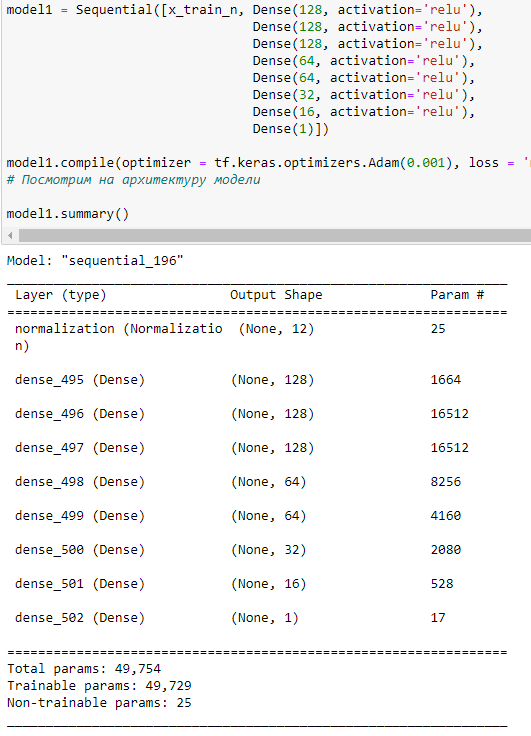 model1 = Sequential([x_train_n, Dense(128, activation='relu'),
Dense(128, activation='relu'),
Dense(128, activation='relu'),
Dense(64, activation='relu'),
Dense(64, activation='relu'),
Dense(32, activation='relu'),
Dense(16, activation='relu'),
Dense(1)])
model1.compile(optimizer = tf.keras.optimizers.Adam(0.001), loss = '
# Посмотрим на архитектуру модели
model1.summary()
Model: "sequential_196"
Layer (type) Output Shape Param #
normalization (Normalizatio (None, 12) 25
n)
dense_495 (Dense) (None, 128) 1664
dense_496 (Dense) (None, 128) 16512
dense_497 (Dense) (None, 128) 16512
dense_498 (Dense) (None, 64) 8256
dense_499 (Dense) (None, 64) 4160
dense_500 (Dense) (None, 32) 2080
dense_501 (Dense) (None, 16) 528
dense_502 (Dense) (None, 1) 17
Total params: 49,754
Trainable params: 49,729
Non-trainable params: 25